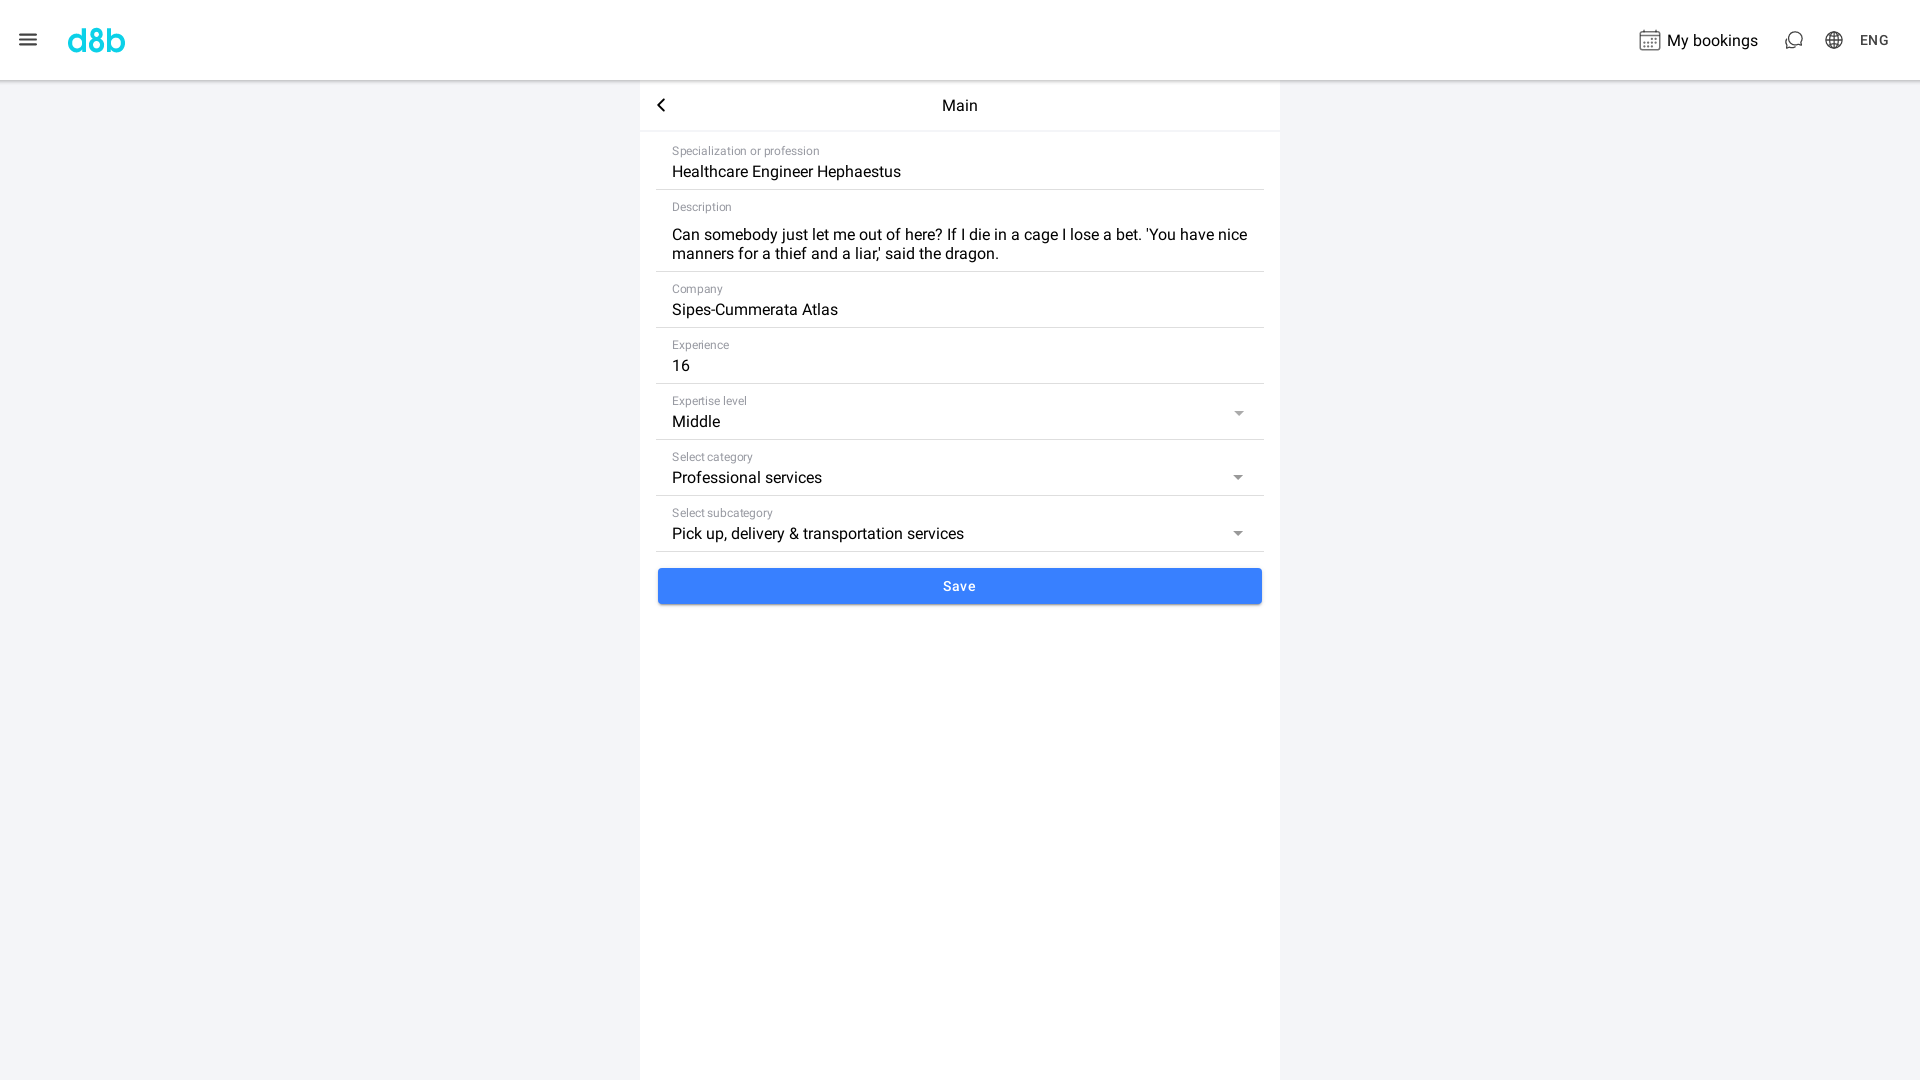 d8b
My bookings
ENG
Main
Specialization or profession
Healthcare Engineer Hephaestus
Description
Can somebody just let me out of here? If I die in a cage I lose a bet. 'You have nice
manners for a thief and a liar,' said the dragon.
Company
Sipes-Cummerata Atlas
Experience
16
Expertise level
Middle
Select category
Professional services
Select subcategory
Pick up, delivery & transportation services
Save